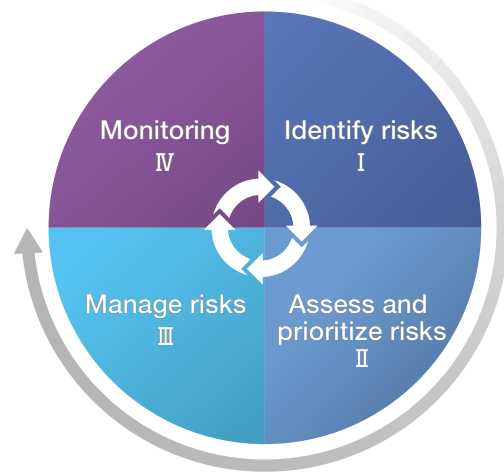 Monitoring
Ⅳ
Identify risks
Ⅰ
Manage risks
Ⅲ
Assess and
prioritize risks
Ⅱ